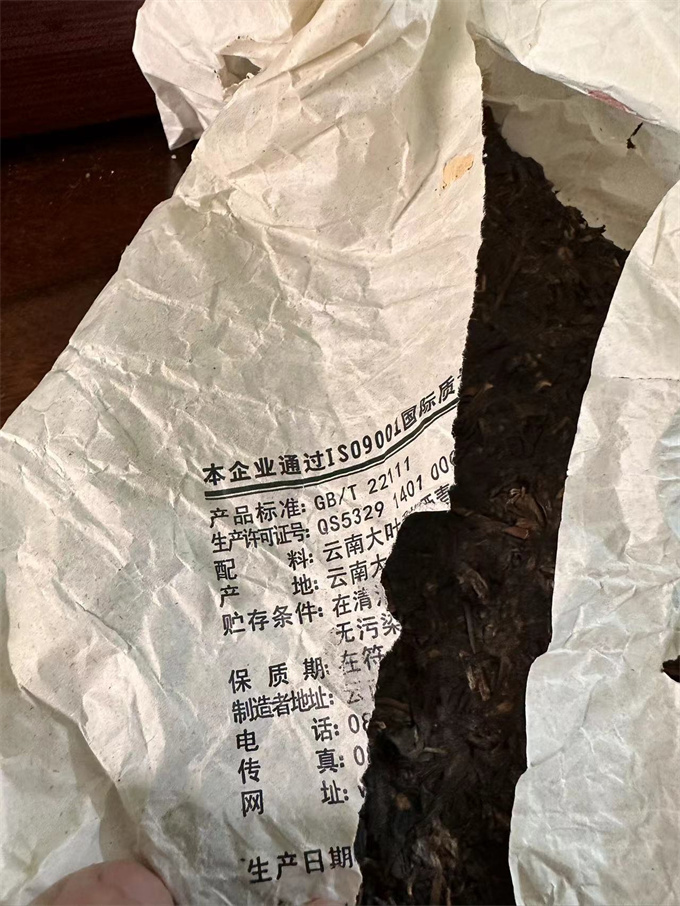 本企业通过ISO9001国际质
产品标准: GB/T 22111
生产许可证号: QS5329 1401 00
配料: 云南大叶
产地: 云南大
贮存条件: 在清
无污染
保质期: 在符
制造者地址: 云
电话: 08
传真: 0
网址:
生产日期